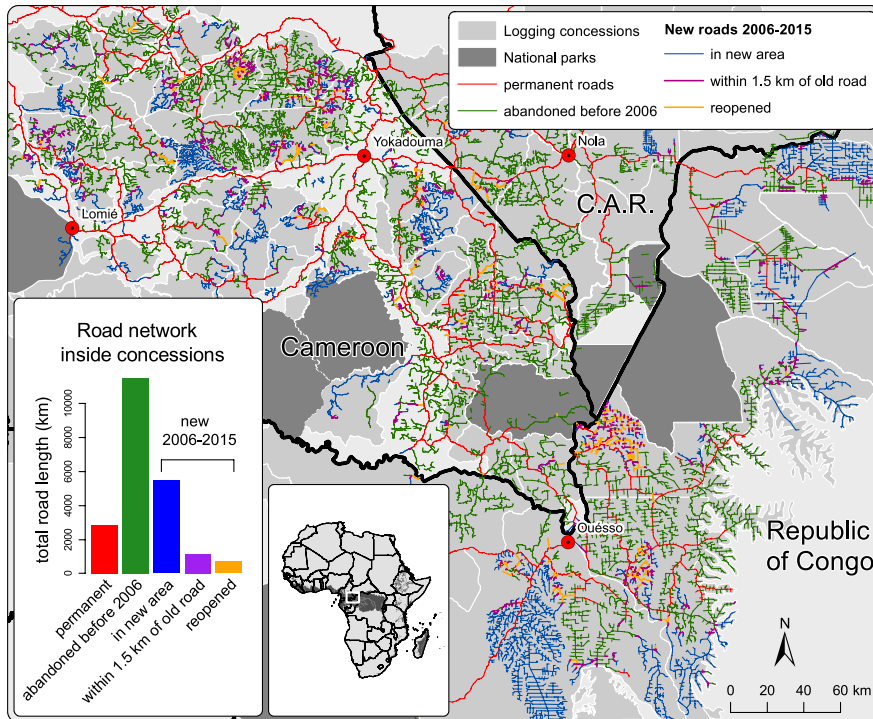 Logging concessions
National parks
permanent roads
abandoned before 2006
New roads 2006-2015
in new area
within 1.5 km of old road
reopened
Yokadouma
Nola
C.A.R.
Lomié
Cameroon
Ouésso
Republic
of Congo
Road network
inside concessions
new
2006-2015
total road length (km)
0
2000
4000
6000
8000
10000
permanent
abandoned before 2006
in new area
within 1.5 km of old road
reopened
N
0 20 40 60 km